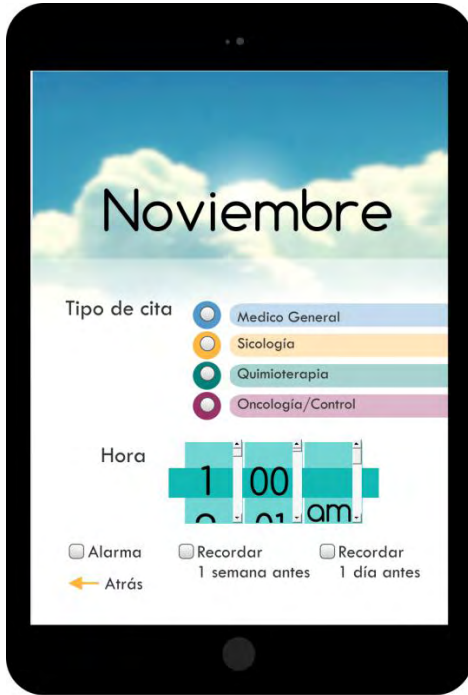 Noviembre
Tipo de cita
Medico General
Sicología
Quimioterapia
Oncología/Control
Hora
1 00
01 am
Alarma
Recordar
1 semana antes
Recordar
1 día antes
Atrás